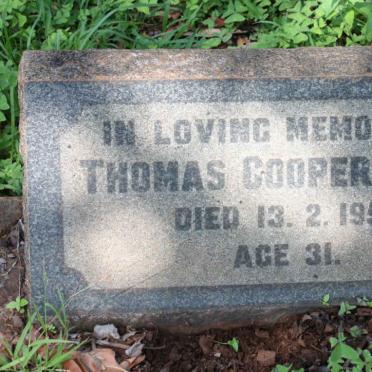 IN LOVING MEMO
THOMAS COOPER
DIED 13. 2. 19
AGE 31.